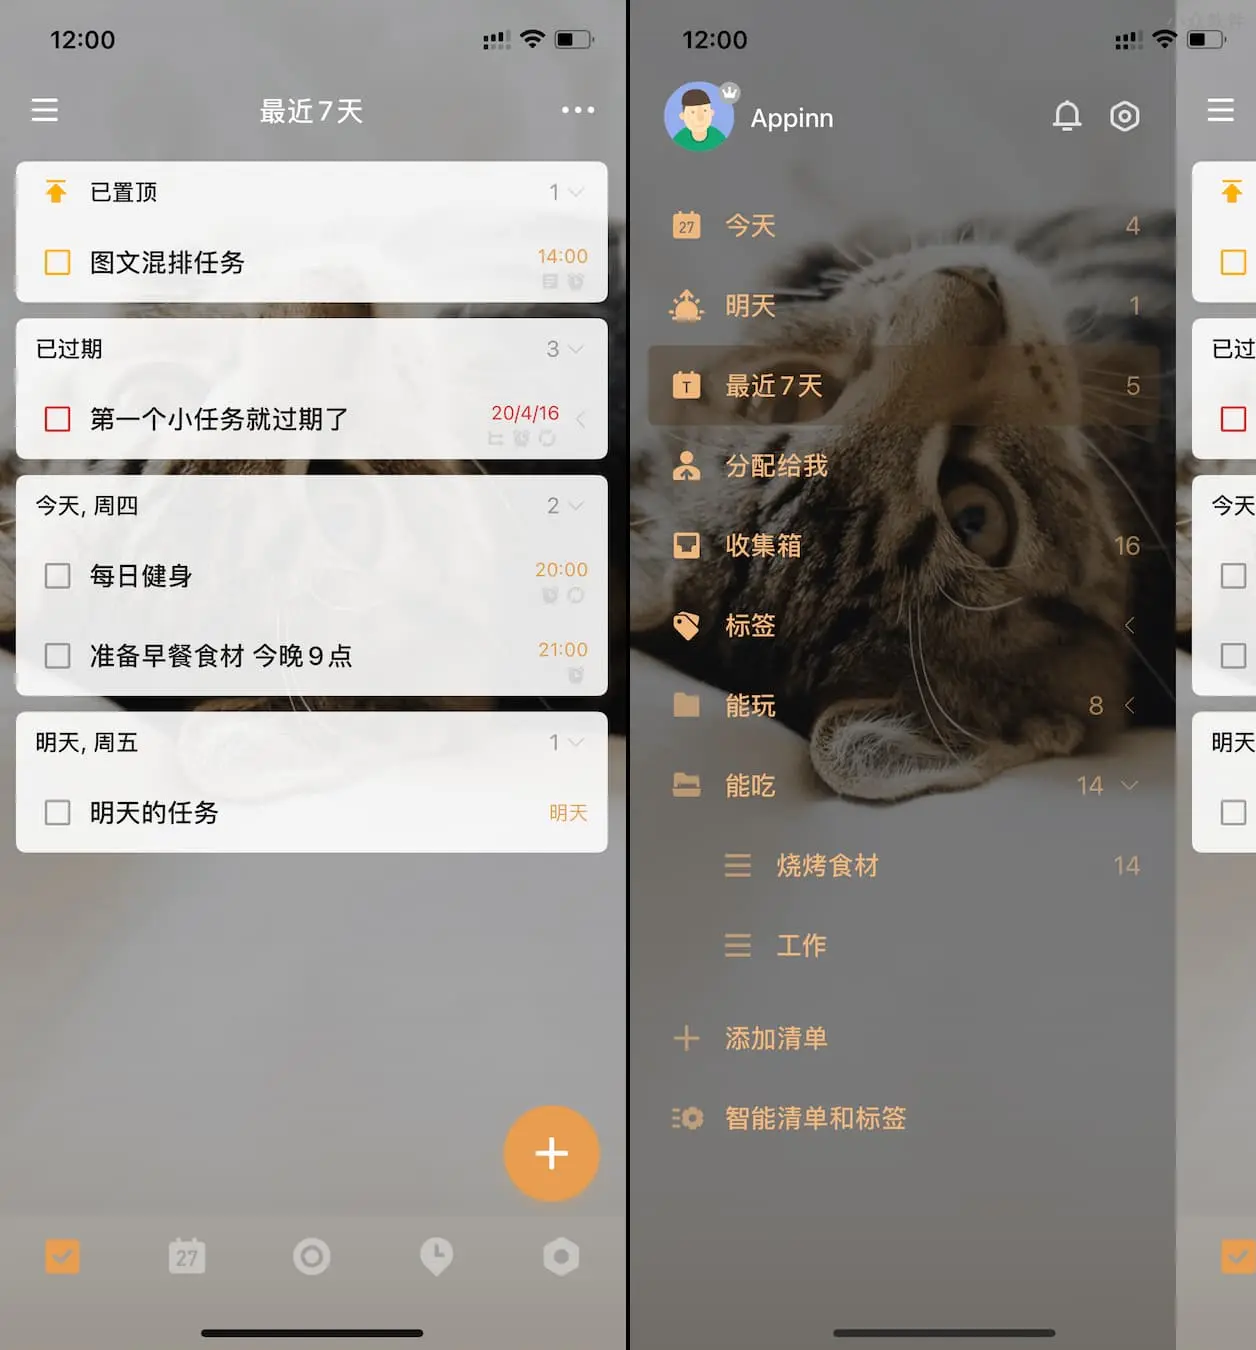 12:00
最近7天
已置顶
1
图文混排任务
14:00
已过期
3
第一个小任务就过期了
20/4/16
今天, 周四
2
每日健身
20:00
准备早餐食材 今晚9点
21:00
明天, 周五
1
明天的任务
明天
27
12:00
Appinn
27
今天
4
明天
1
T
最近7天
5
分配给我
收集箱
16
标签
能玩
8
能吃
14
烧烤食材
14
工作
添加清单
智能清单和标签
已过
今天
明天